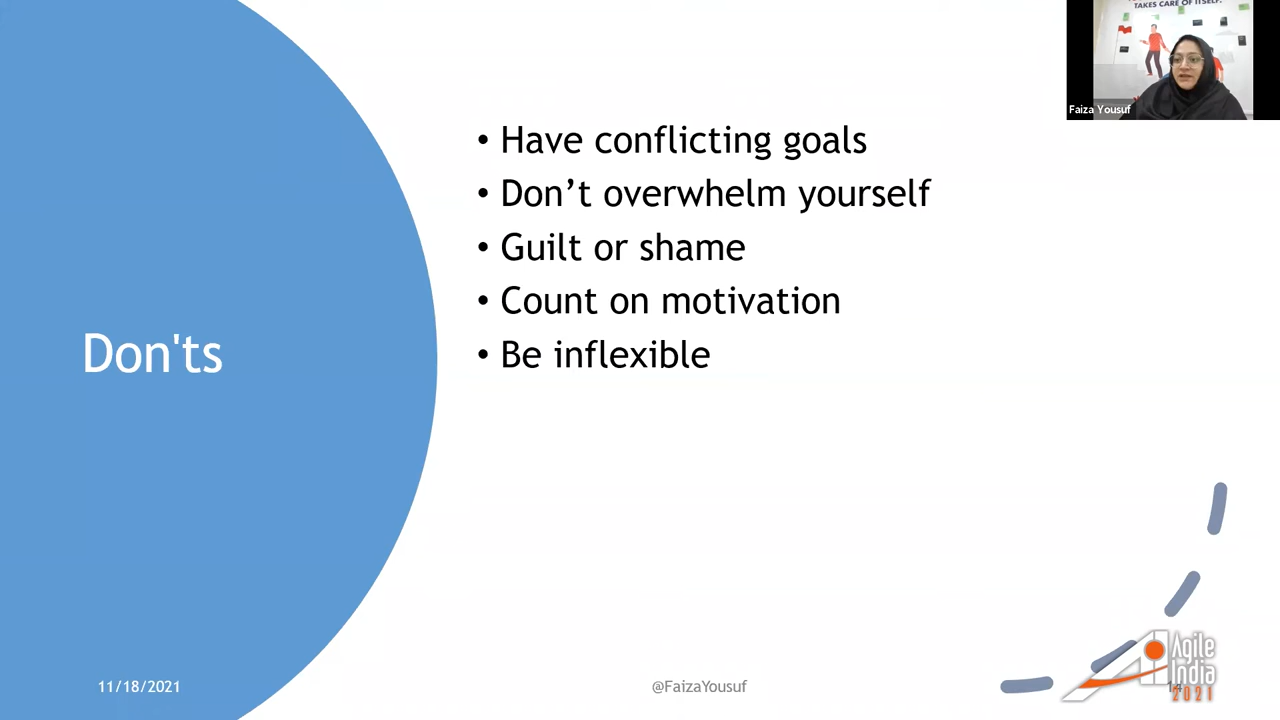 TAKES CARE OF ITSELF.
Faiza Yousuf
• Have conflicting goals
• Don’t overwhelm yourself
• Guilt or shame
• Count on motivation
• Be inflexible
Don'ts
11/18/2021
@FaizaYousuf
14
Agile
India
2021